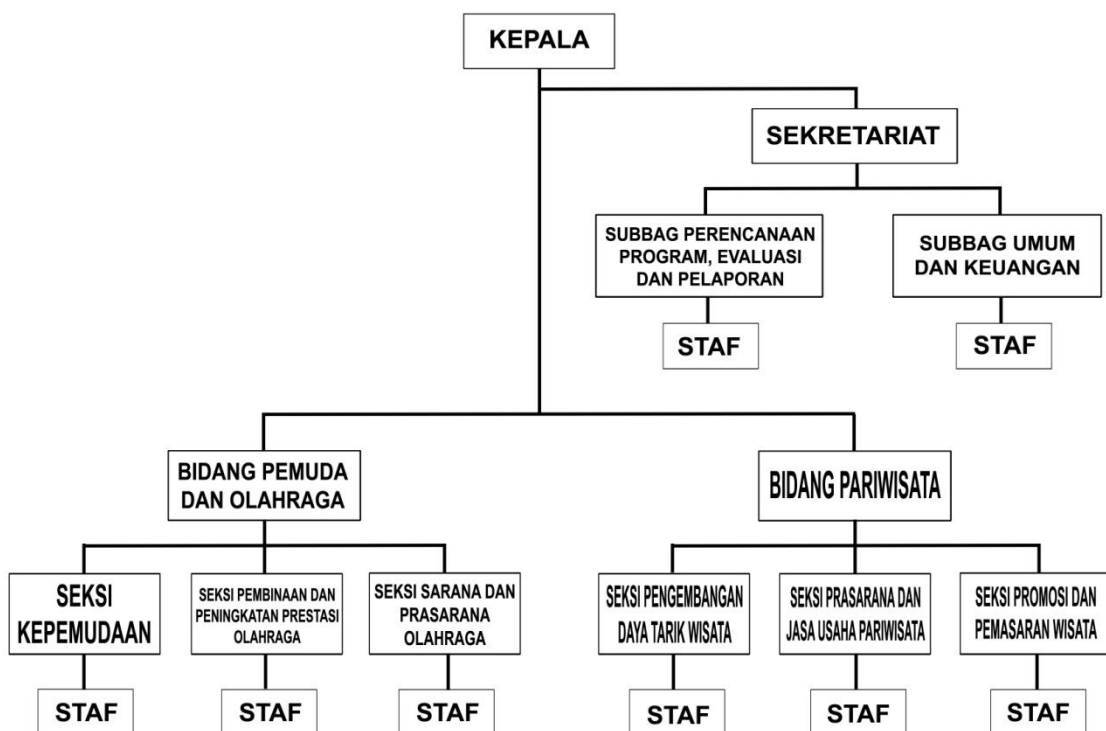 KEPALA
SEKRETARIAT
SUBBAG PERENCANAAN
PROGRAM, EVALUASI
DAN PELAPORAN
SUBBAG UMUM
DAN KEUANGAN
STAF
STAF
BIDANG PEMUDA
DAN OLAHRAGA
BIDANG PARIWISATA
SEKSI
KEPEMUDAAN
SEKSI PEMBINAAN DAN
PENINGKATAN PRESTASI
OLAHRAGA
SEKSI SARANA DAN
PRASARANA
OLAHRAGA
SEKSI PENGEMBANGAN
DAYA TARIK WISATA
SEKSI PRASARANA DAN
JASA USAHA PARIWISATA
SEKSI PROMOSI DAN
PEMASARAN WISATA
STAF
STAF
STAF
STAF
STAF
STAF